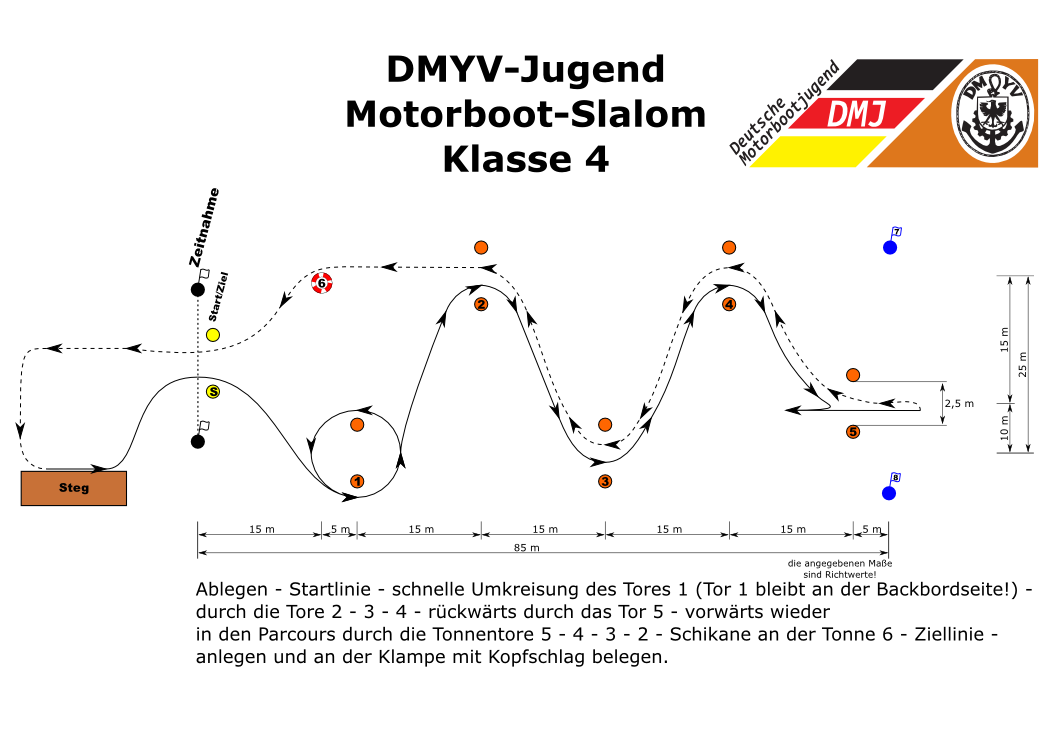 DMYV-Jugend
Motorboot-Slalom
Klasse 4
Deutsche
Motorbootjugend
DMJ
DMYV
Zeitnahme
Start/Ziel
7
6
2
4
S
5
1
3
8
Steg
15 m
25 m
2,5 m
10 m
15 m
5 m
15 m
15 m
15 m
15 m
5 m
85 m
die angegebenen Maße
sind Richtwerte!
Ablegen - Startlinie - schnelle Umkreisung des Tores 1 (Tor 1 bleibt an der Backbordseite!) -
durch die Tore 2 - 3 - 4 - rückwärts durch das Tor 5 - vorwärts wieder
in den Parcours durch die Tonnentore 5 - 4 - 3 - 2 - Schikane an der Tonne 6 - Ziellinie -
anlegen und an der Klampe mit Kopfschlag belegen.